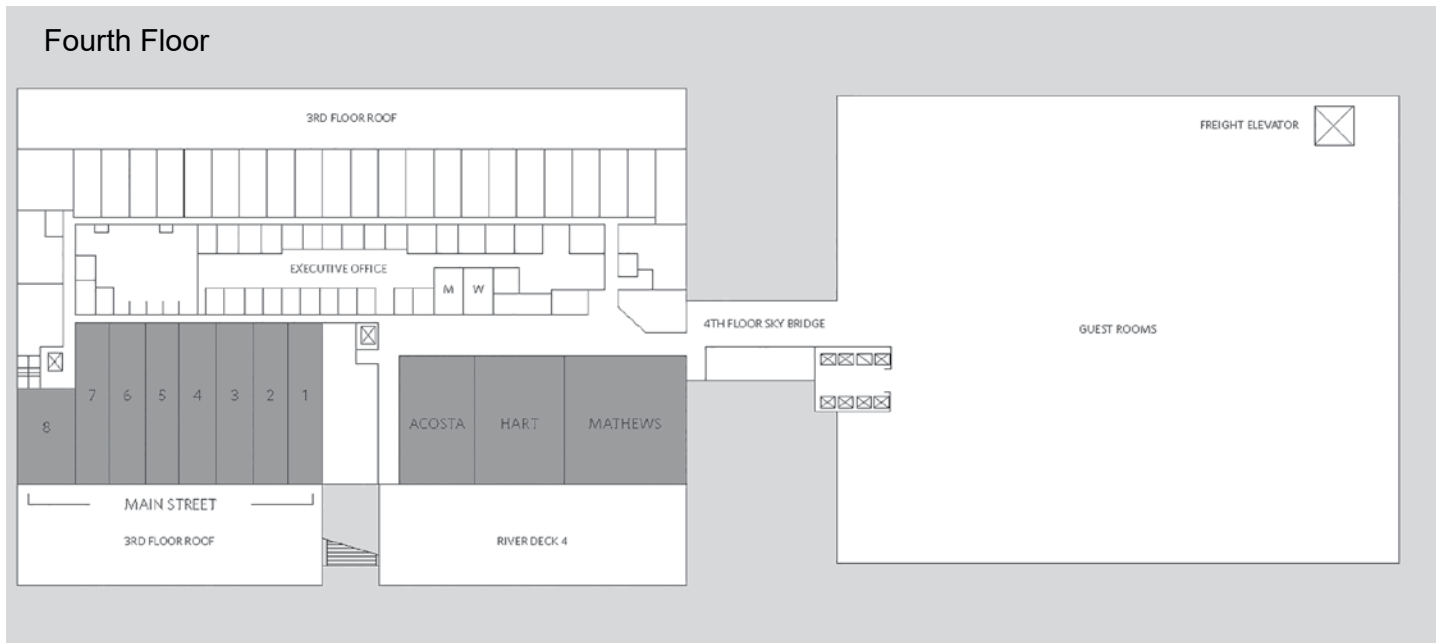 Fourth Floor
3RD FLOOR ROOF
FREIGHT ELEVATOR
EXECUTIVE OFFICE
M
W
4TH FLOOR SKY BRIDGE
GUEST ROOMS
8
7
6
5
4
3
2
1
ACOSTA
HART
MATHEWS
MAIN STREET
3RD FLOOR ROOF
RIVER DECK 4